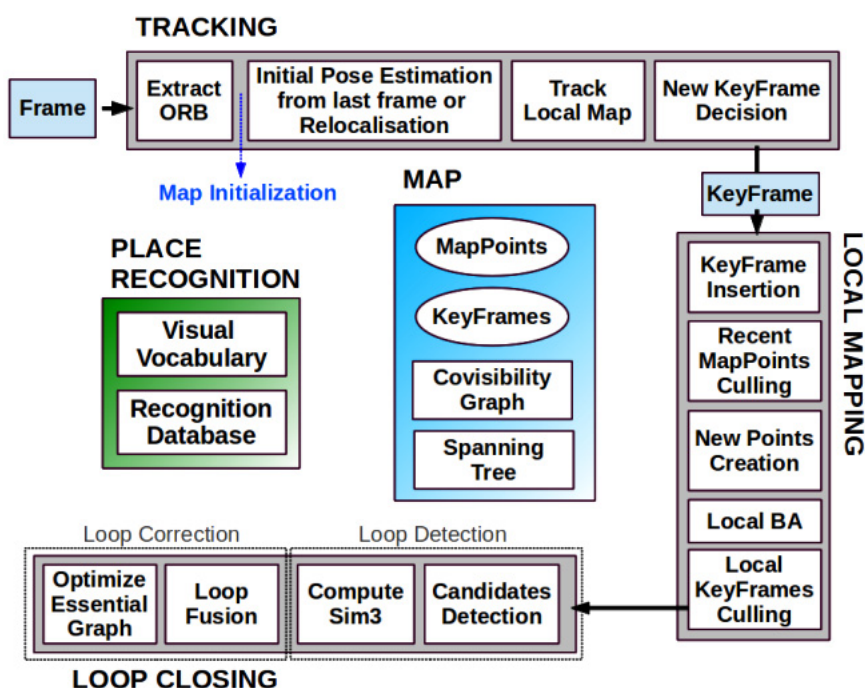 TRACKING
Frame
Extract
ORB
Initial Pose Estimation
from last frame or
Relocalisation
Track
Local Map
New KeyFrame
Decision
Map Initialization
MAP
KeyFrame
PLACE
RECOGNITION
Visual
Vocabulary
Recognition
Database
MapPoints
KeyFrames
Covisibility
Graph
Spanning
Tree
LOCAL MAPPING
KeyFrame
Insertion
Recent
MapPoints
Culling
New Points
Creation
Local BA
Local
KeyFrames
Culling
Loop Correction
Loop Detection
Optimize
Essential
Graph
Loop
Fusion
Compute
Sim3
Candidates
Detection
LOOP CLOSING